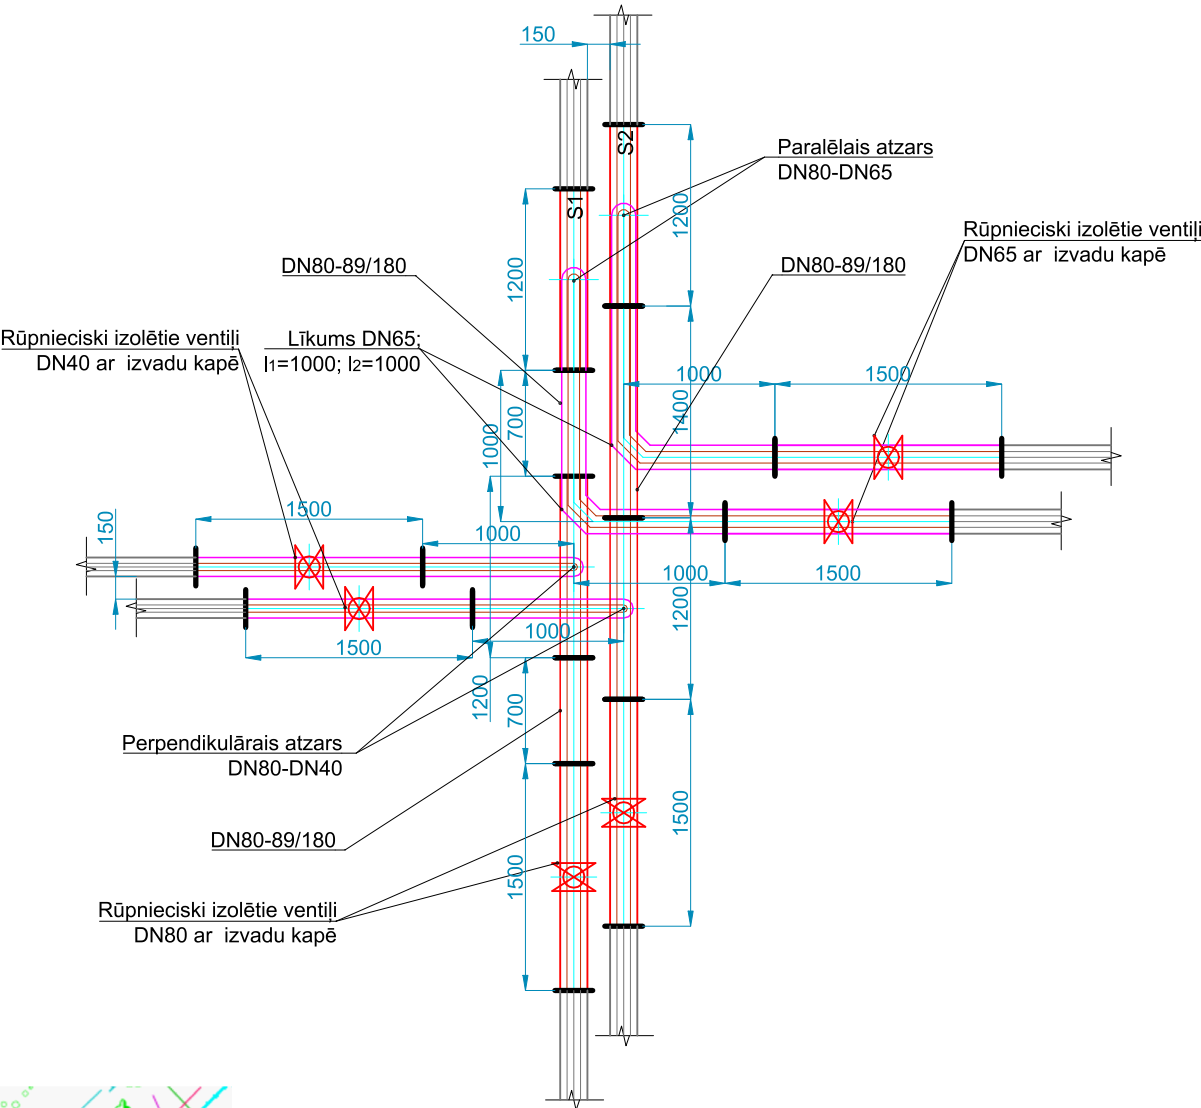 150
S2
Paralēlais atzars
DN80-DN65
1200
S1
Rūpnieciski izolētie ventiļi
DN65 ar izvadu kapē
DN80-89/180
1200
DN80-89/180
Rūpnieciski izolētie ventiļi
DN40 ar izvadu kapē
Līkums DN65;
l1=1000; l2=1000
1000
1500
1400
700
1000
1500
150
1000
1000
1500
1200
1000
1500
1200
700
Perpendikulārais atzars
DN80-DN40
1500
DN80-89/180
1500
Rūpnieciski izolētie ventiļi
DN80 ar izvadu kapē